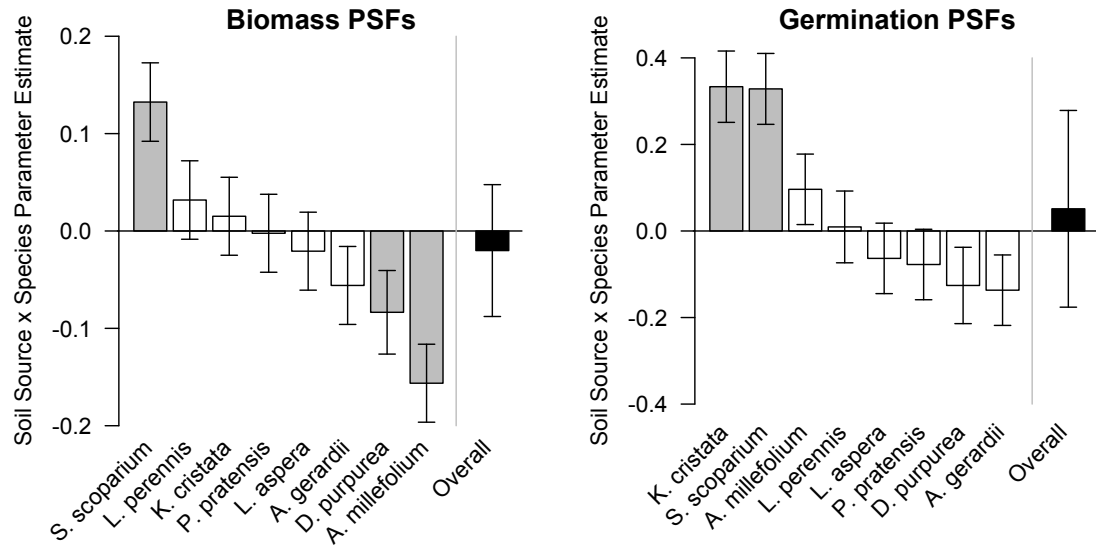 Biomass PSFs
Soil Source x Species Parameter Estimate
0.2
0.1
0.0
-0.1
-0.2
S. scoparium
L. perennis
K. cristata
P. pratensis
L. aspera
A. gerardii
D. purpurea
A. millefolium
Overall
Germination PSFs
Soil Source x Species Parameter Estimate
0.4
0.2
0.0
-0.2
-0.4
K. cristata
S. scoparium
A. millefolium
L. perennis
L. aspera
P. pratensis
D. purpurea
A. gerardii
Overall